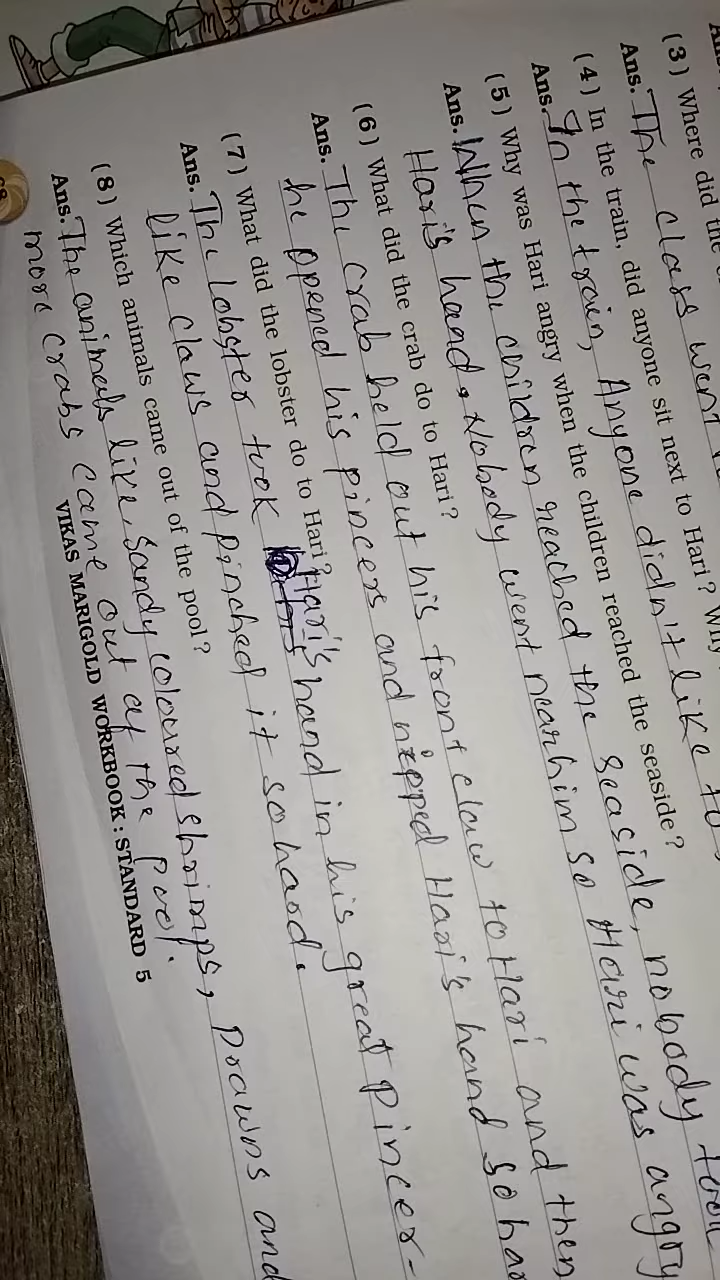 (3) Where did the
Ans. The class went
(4) In the train, did anyone sit next to Hari? Why
Ans. In the train, Anyone didn't like to
(5) Why was Hari angry when the children reached the seaside?
Ans. When the children reached the seaside, nobody took
Hari's hand. Nobody went near him so Hari was angry
(6) What did the crab do to Hari?
Ans. The crab held out his front claw to Hari and then
he opened his pincers and nipped Hari's hand so har
(7) What did the lobster do to Hari?
Ans. The lobster took Hari's hand in his great pincer-
like claws and pinched it so hard.
(8) Which animals came out of the pool?
Ans. The animals like, Sandy coloured shrimps, Prawns and
more crabs came out of the pool.
VIKAS MARIGOLD WORKBOOK : STANDARD 5